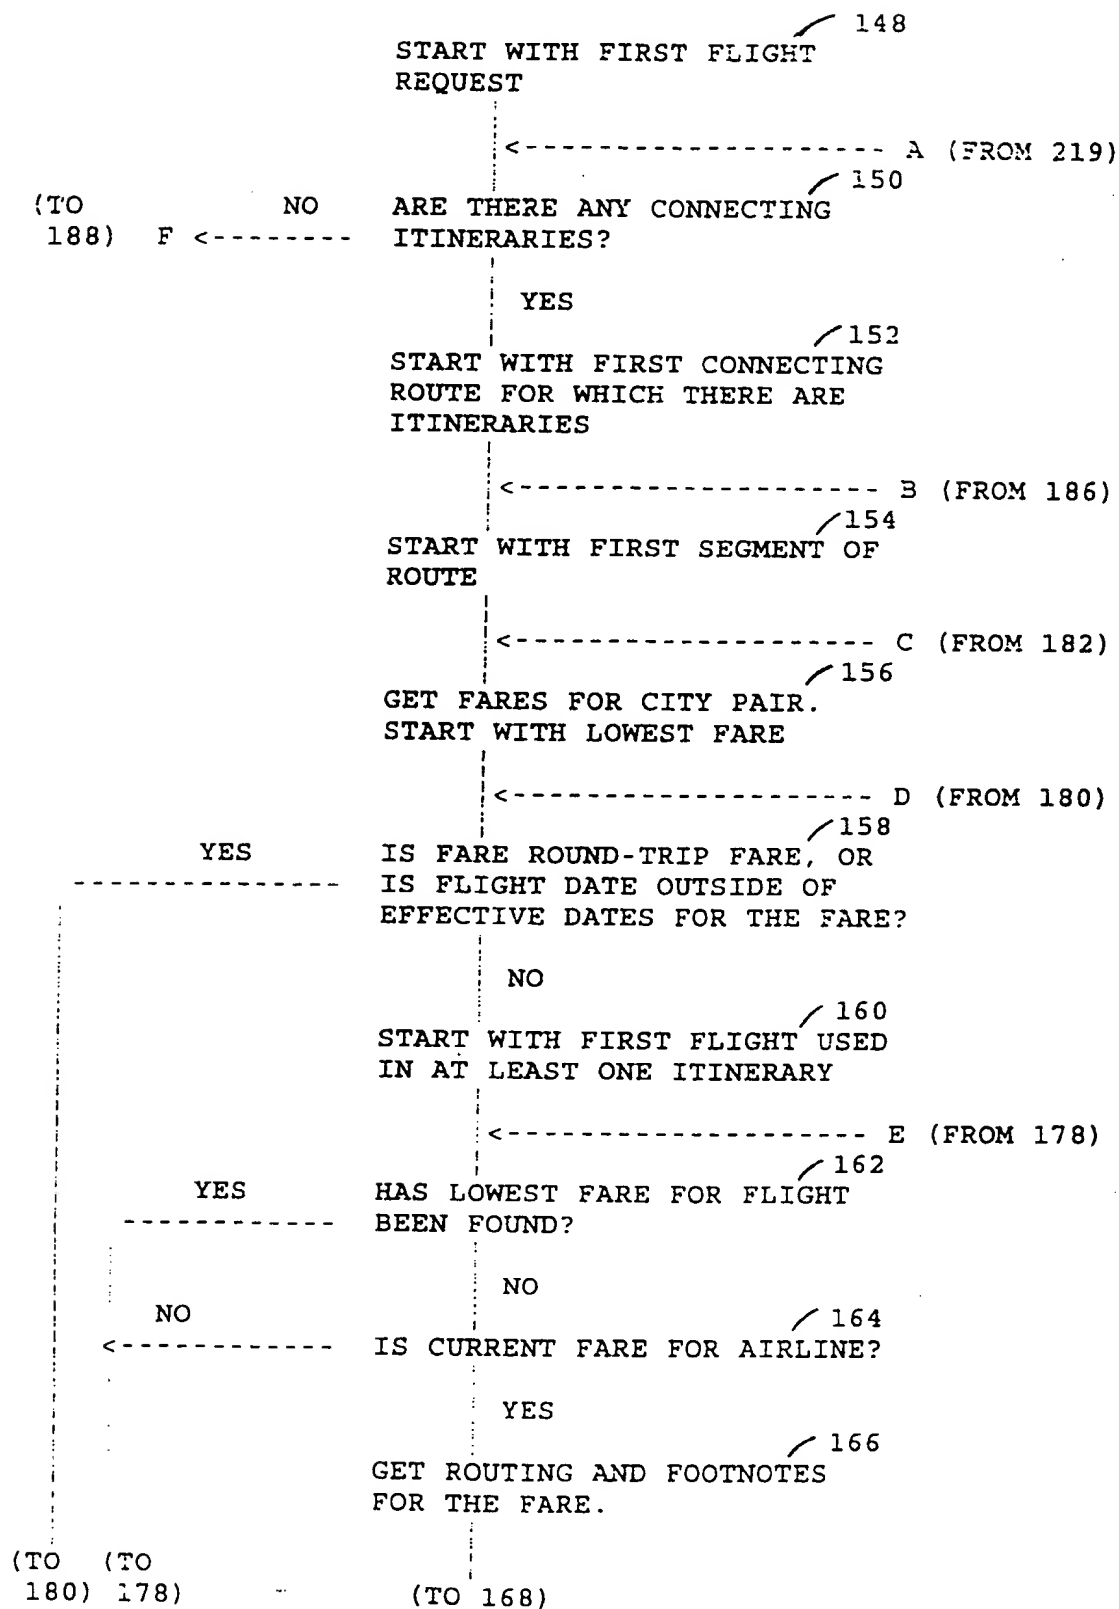 148
START WITH FIRST FLIGHT
REQUEST
<-------------------- A (FROM 219)
150
(TO NO ARE THERE ANY CONNECTING
188) F <-------- ITINERARIES?
YES
152
START WITH FIRST CONNECTING
ROUTE FOR WHICH THERE ARE
ITINERARIES
<-------------------- B (FROM 186)
154
START WITH FIRST SEGMENT OF
ROUTE
<-------------------- C (FROM 182)
156
GET FARES FOR CITY PAIR.
START WITH LOWEST FARE
<-------------------- D (FROM 180)
158
YES IS FARE ROUND-TRIP FARE, OR
IS FLIGHT DATE OUTSIDE OF
EFFECTIVE DATES FOR THE FARE?
NO
160
START WITH FIRST FLIGHT USED
IN AT LEAST ONE ITINERARY
<-------------------- E (FROM 178)
162
YES HAS LOWEST FARE FOR FLIGHT
BEEN FOUND?
NO
NO
164
<------------ IS CURRENT FARE FOR AIRLINE?
YES
166
GET ROUTING AND FOOTNOTES
FOR THE FARE.
(TO (TO
180) 178) (TO 168)